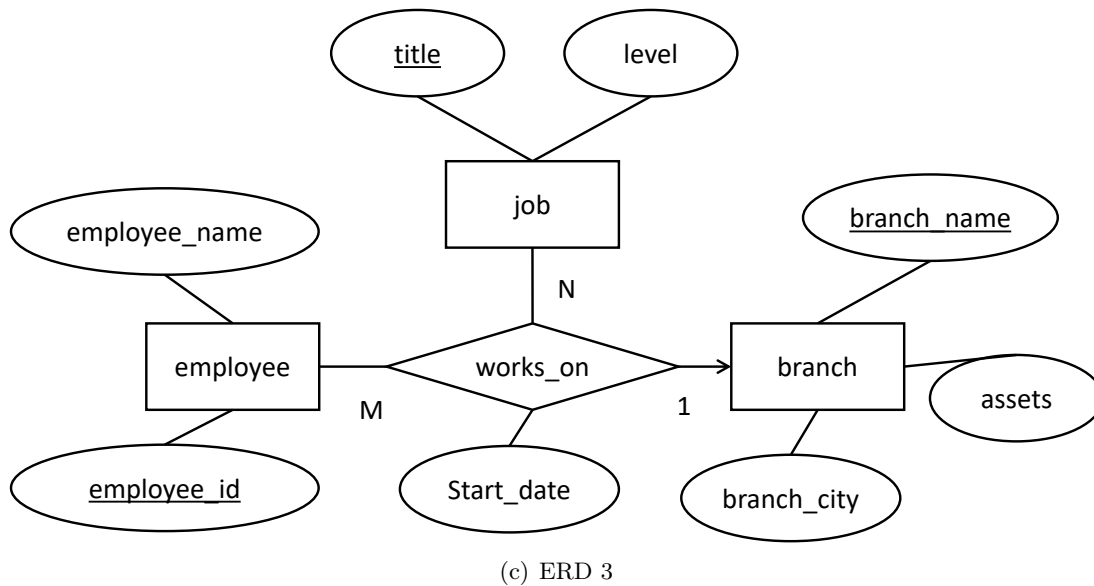 title
level
job
employee_name
branch_name
N
employee
works_on
branch
M
1
assets
employee_id
Start_date
branch_city
(c) ERD 3